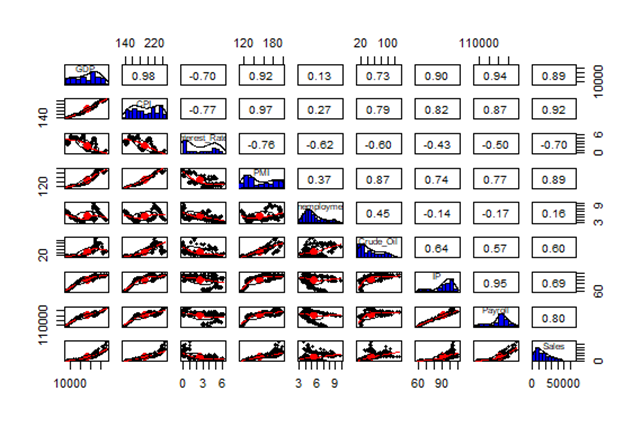 140 220 120 180 20 100 110000
GDP 0.98 -0.70 0.92 0.13 0.73 0.90 0.94 0.89 10000
140 CPI -0.77 0.97 0.27 0.79 0.82 0.87 0.92
nterest_Rate -0.76 -0.62 -0.60 -0.43 -0.50 -0.70 0 6
120 PMI 0.37 0.87 0.74 0.77 0.89
nemployme 0.45 -0.14 -0.17 0.16 3 9
20 Crude_Oil 0.64 0.57 0.60
IP 0.95 0.69 60
110000 Payroll 0.80
Sales 0
10000 0 3 6 3 6 9 60 90 0 50000